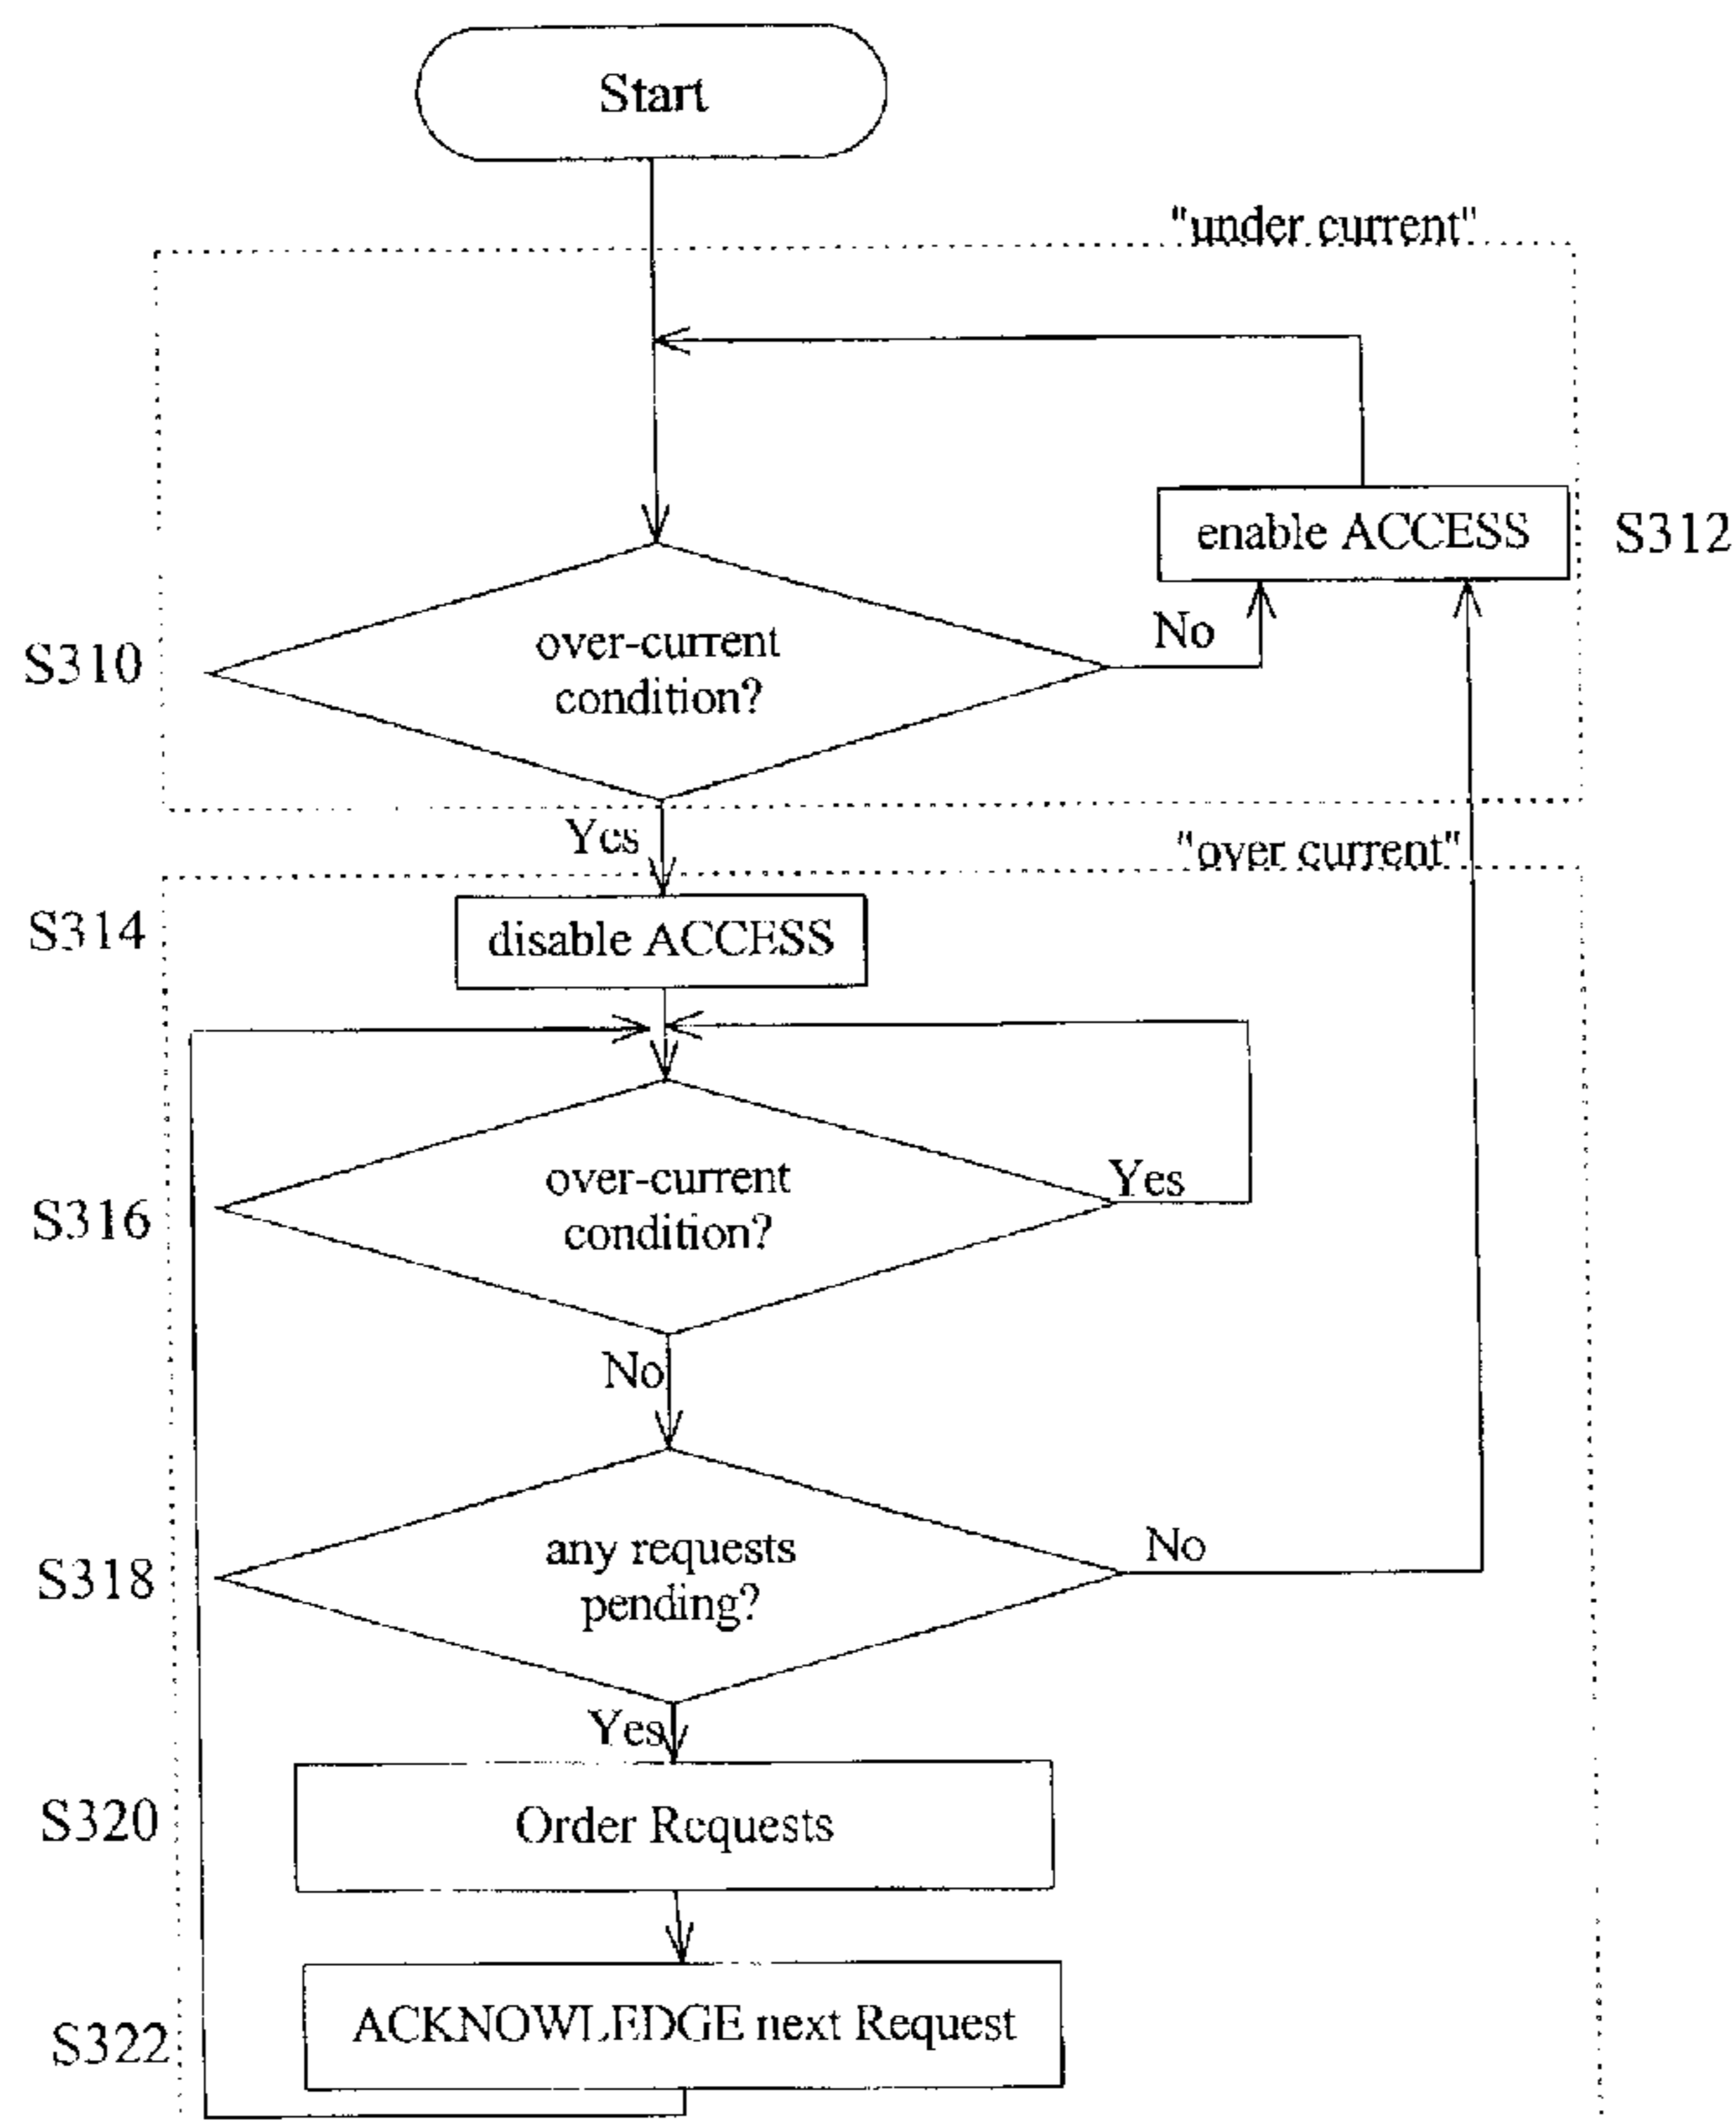 Start
"under current"
enable ACCESS
S312
No
S310
over-current
condition?
Yes
"over current"
S314
disable ACCESS
S316
over-current
condition?
Yes
No
S318
any requests
pending?
No
Yes
S320
Order Requests
S322
ACKNOWLEDGE next Request